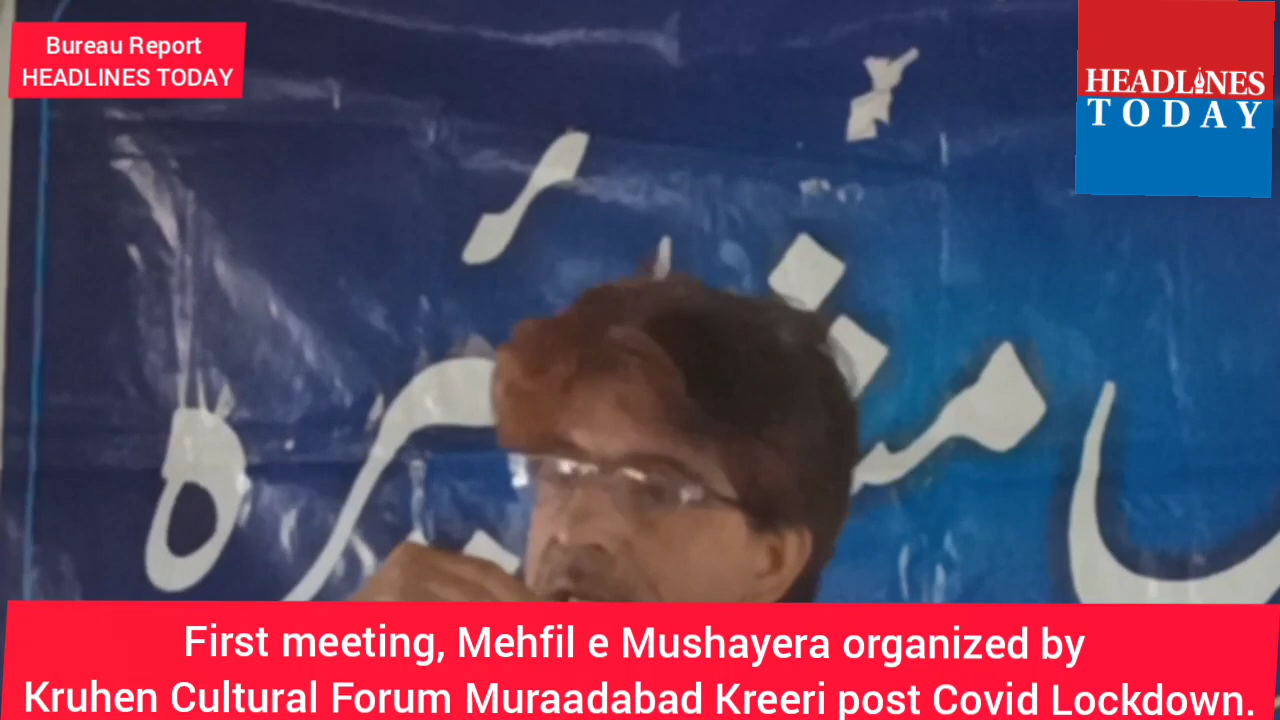 Bureau Report
HEADLINES TODAY
HEADLINES
TODAY
First meeting, Mehfil e Mushayera organized by
Kruhen Cultural Forum Muraadabad Kreeri post Covid Lockdown.